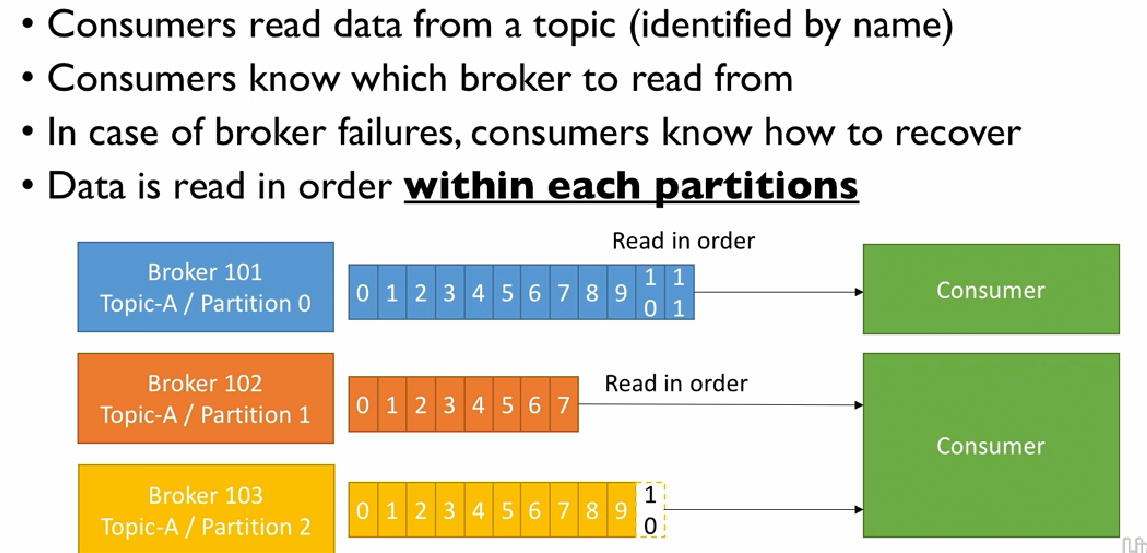 • Consumers read data from a topic (identified by name)
• Consumers know which broker to read from
• In case of broker failures, consumers know how to recover
• Data is read in order within each partitions
Read in order
Broker 101
Topic-A / Partition 0
0 1 2 3 4 5 6 7 8 9 10 11
Consumer
Broker 102
Topic-A / Partition 1
0 1 2 3 4 5 6 7
Read in order
Consumer
Broker 103
Topic-A / Partition 2
0 1 2 3 4 5 6 7 8 9 10